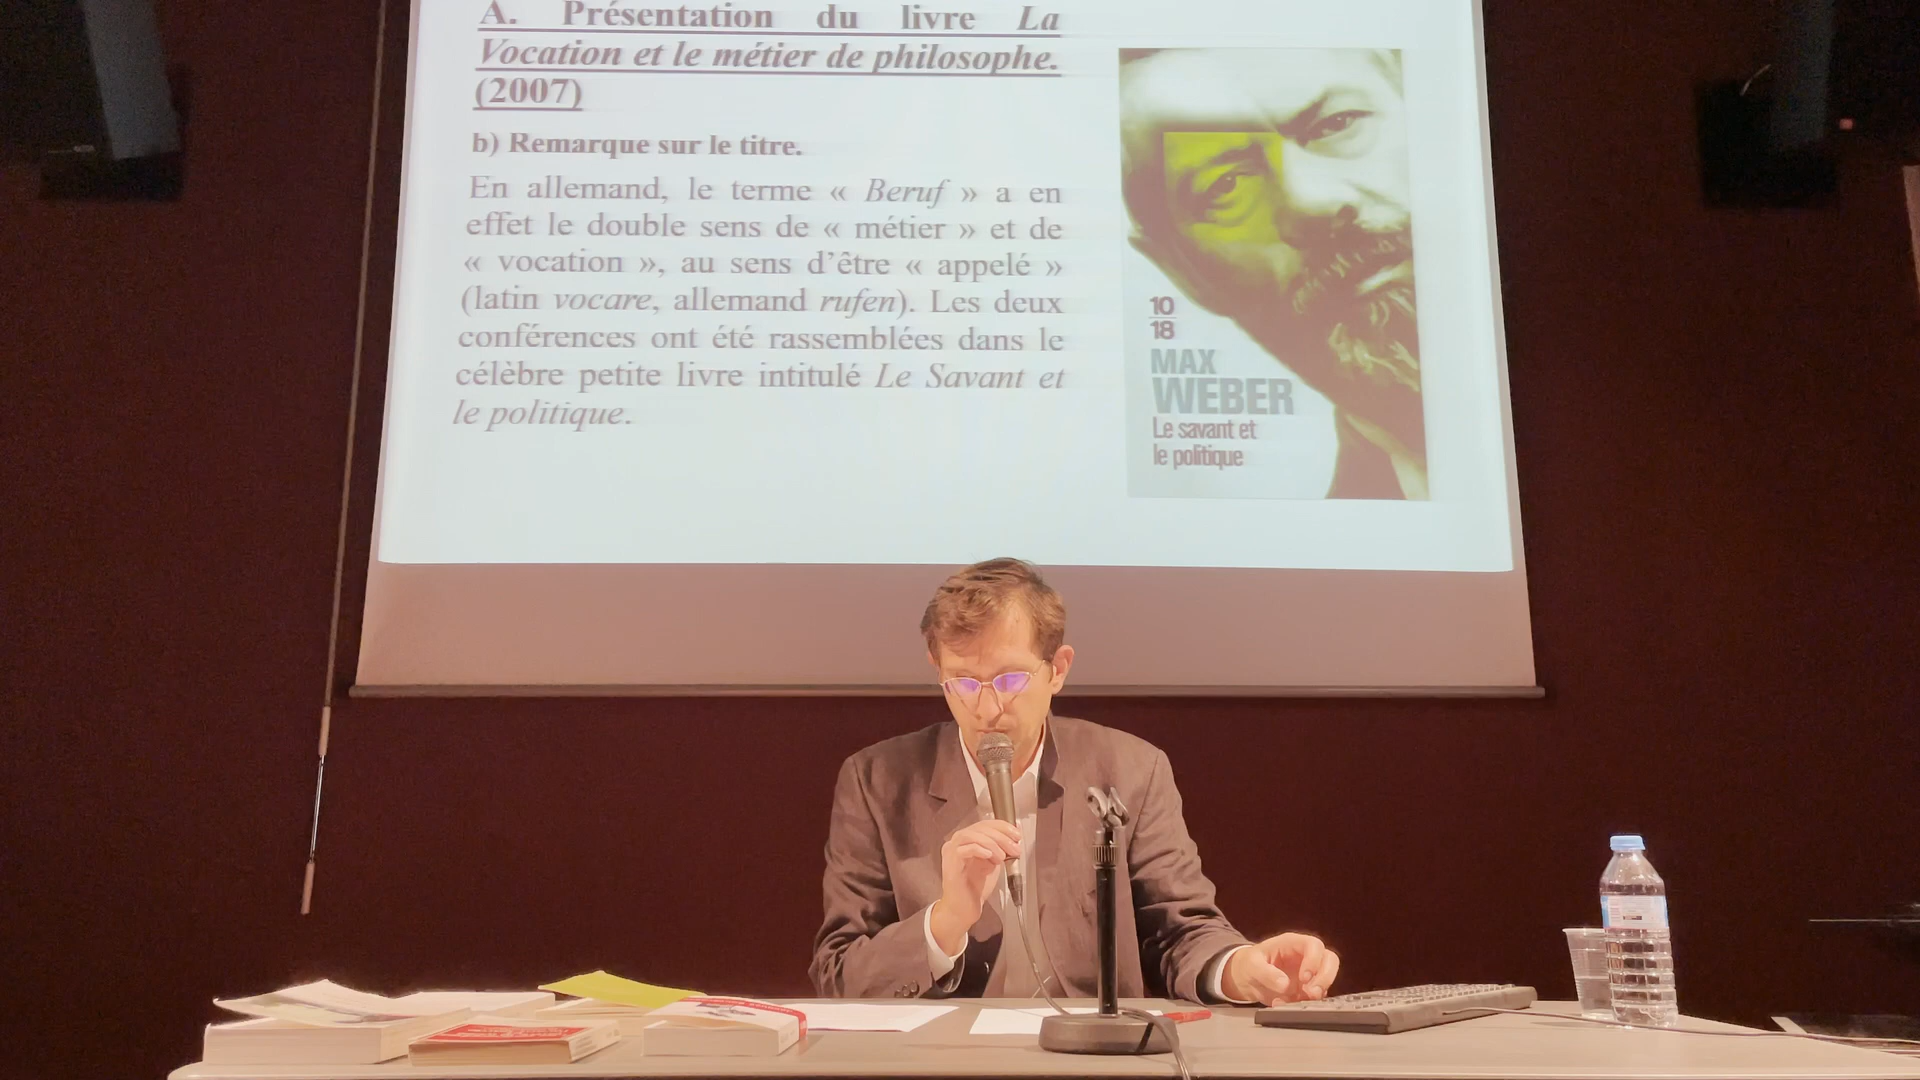 A. Présentation du livre La
Vocation et le métier de philosophe.
(2007)
b) Remarque sur le titre.
En allemand, le terme « Beruf » a en
effet le double sens de « métier » et de
« vocation », au sens d'être « appelé »
(latin vocare, allemand rufen). Les deux
conférences ont été rassemblées dans le
célèbre petite livre intitulé Le Savant et
le politique.
10
18
MAX
WEBER
Le savant et
le politique